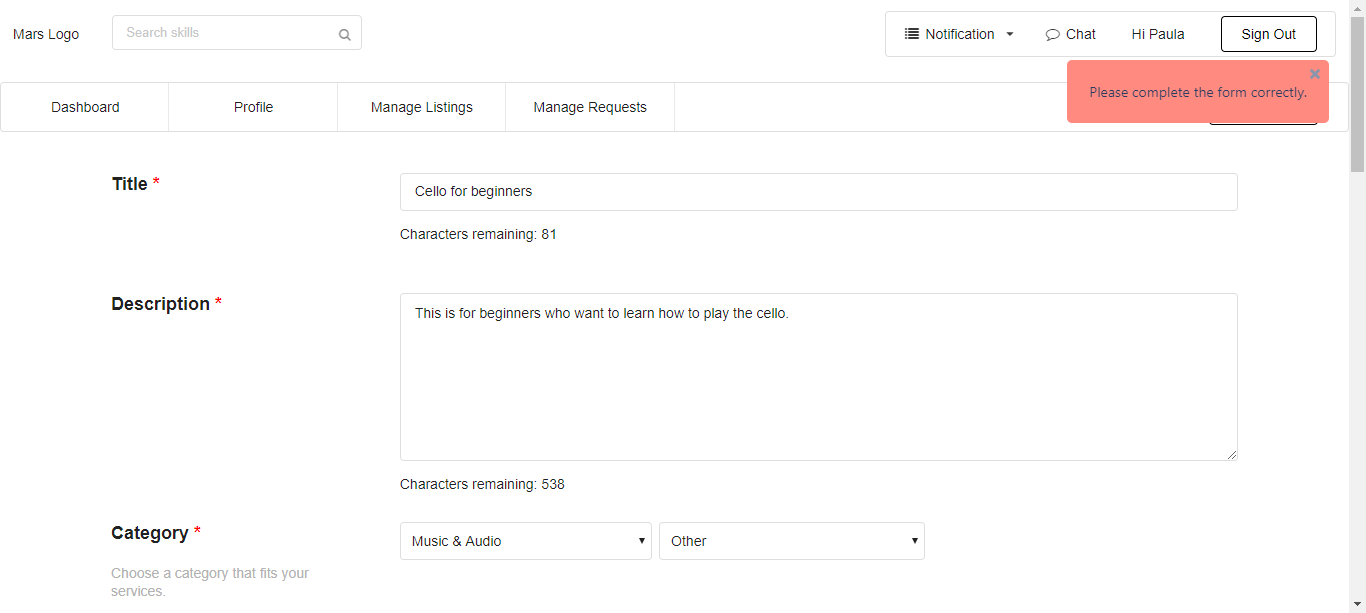 Mars Logo
Search skills
Notification
Chat
Hi Paula
Sign Out
Please complete the form correctly.
Dashboard
Profile
Manage Listings
Manage Requests
Title *
Cello for beginners
Characters remaining: 81
Description *
This is for beginners who want to learn how to play the cello.
Characters remaining: 538
Category *
Music & Audio
Other
Choose a category that fits your
services.